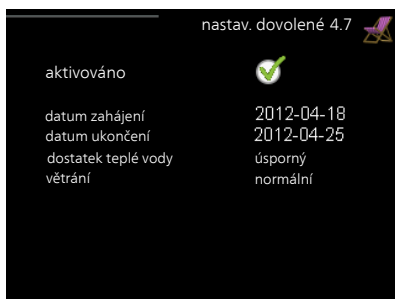 nastav. dovolené 4.7
aktivováno
datum zahájení 2012-04-18
datum ukončení 2012-04-25
dostatek teplé vody úsporný
větrání normální